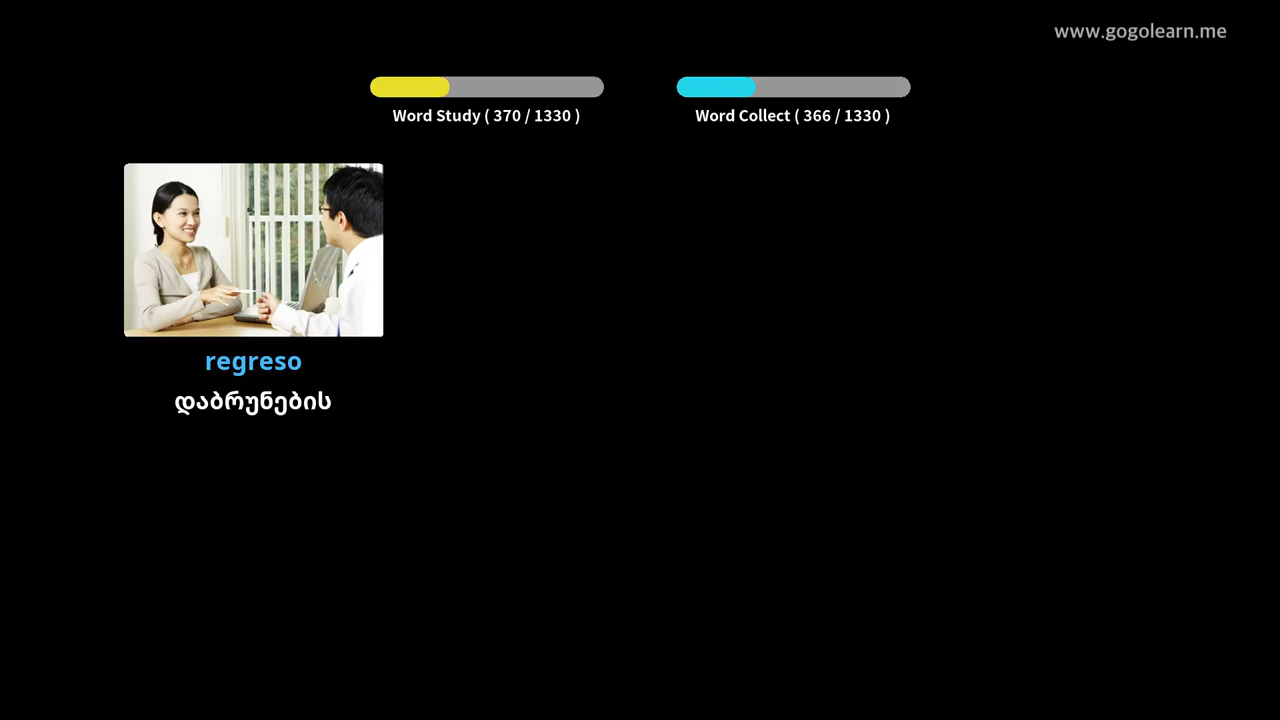 www.gogolearn.me
Word Study ( 370 / 1330 )
Word Collect ( 366 / 1330 )
regreso
დაბრუნების